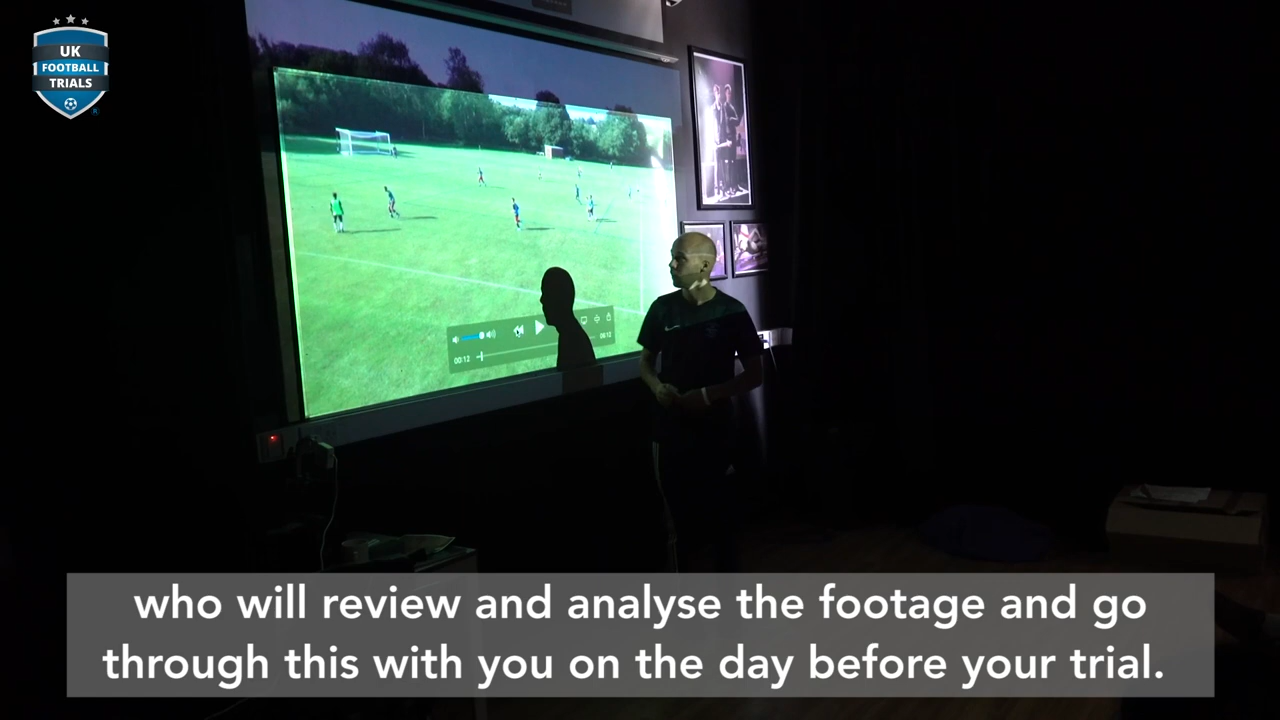 UK
FOOTBALL
TRIALS
00:12
06:12
who will review and analyse the footage and go
through this with you on the day before your trial.